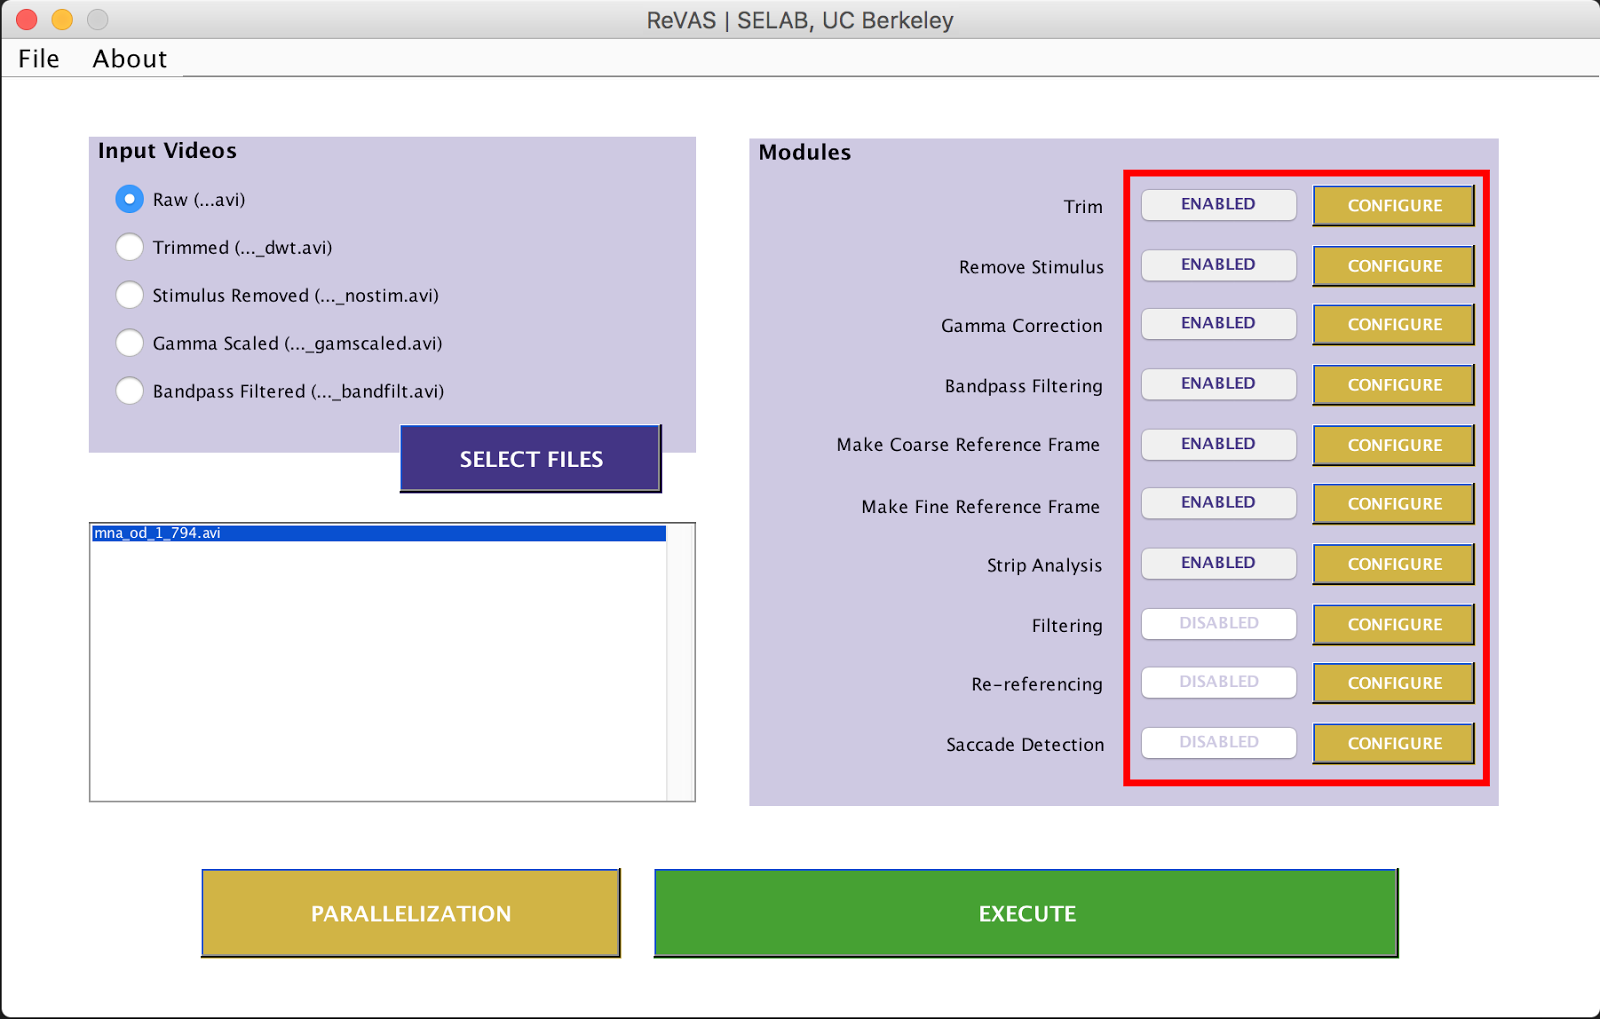 ReVAS | SELAB, UC Berkeley
File About
Input Videos
Raw (...avi)
Trimmed (..._dwt.avi)
Stimulus Removed (..._nostim.avi)
Gamma Scaled (..._gamscaled.avi)
Bandpass Filtered (..._bandfilt.avi)
SELECT FILES
mna_od_1_794.avi
Modules
Trim ENABLED CONFIGURE
Remove Stimulus ENABLED CONFIGURE
Gamma Correction ENABLED CONFIGURE
Bandpass Filtering ENABLED CONFIGURE
Make Coarse Reference Frame ENABLED CONFIGURE
Make Fine Reference Frame ENABLED CONFIGURE
Strip Analysis ENABLED CONFIGURE
Filtering DISABLED CONFIGURE
Re-referencing DISABLED CONFIGURE
Saccade Detection DISABLED CONFIGURE
PARALLELIZATION
EXECUTE